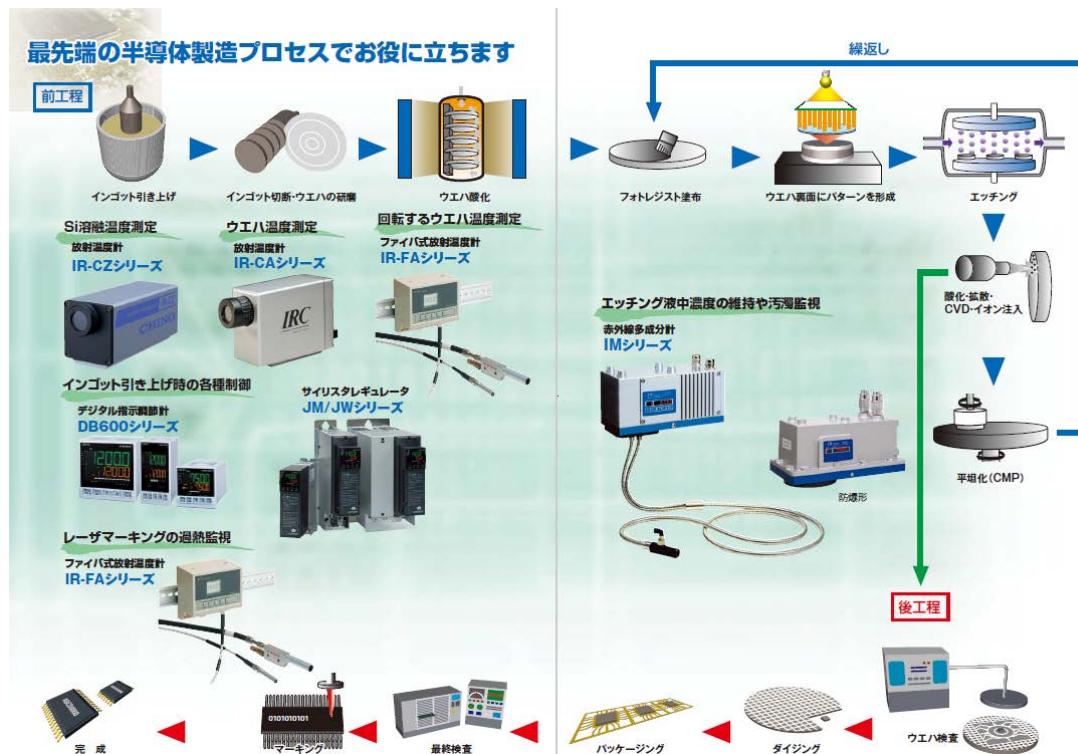 最先端の半導体製造プロセスでお役に立ちます
前工程
インゴット引き上げ
インゴット切断・ウエハの研磨
ウエハ酸化
Si溶融温度測定
放射温度計
IR-CZシリーズ
ウエハ温度測定
放射温度計
IR-CAシリーズ
回転するウエハ温度測定
ファイバ式放射温度計
IR-FAシリーズ
CHINO
IRC
インゴット引き上げ時の各種制御
デジタル指示調節計
DB600シリーズ
サイリスタレギュレータ
JM/JWシリーズ
レーザマーキングの過熱監視
ファイバ式放射温度計
IR-FAシリーズ
繰返し
フォトレジスト塗布
ウエハ裏面にパターンを形成
エッチング
酸化・拡散・
CVD・イオン注入
平坦化(CMP)
エッチング液中濃度の維持や汚濁監視
赤外線多成分計
IMシリーズ
防爆形
後工程
ウエハ検査
ダイジング
パッケージング
最終検査
0101010101
マーキング
完 成